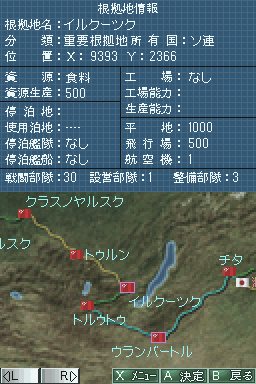 根拠地情報
根拠地名：イルクーツク
分　　類：重要根拠地 所 有 国：ソ連
位　　置：X： 9393 Y：2366
資　　源：食料
資源生産：500
停 泊 地：
使用泊地：----
停泊艦隊：なし
停泊艦船：なし
工　　場：なし
工場能力：
生産能力：
平　　地：1000
飛 行 場：500
航 空 機：1
戦闘部隊：30 設営部隊：1 整備部隊：3
クラスノヤルスク
ルスク
トゥルン
イルクーツク
チタ
トルウトゥ
ウランバートル
L R X メニュー A 決定 B 戻る